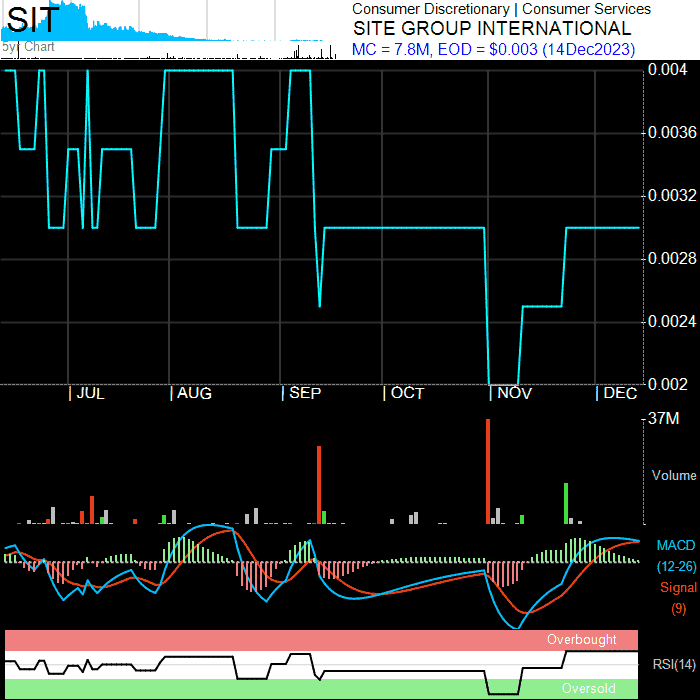 SIT
5yr Chart
Consumer Discretionary | Consumer Services
SITE GROUP INTERNATIONAL
MC = 7.8M, EOD = $0.003 (14Dec2023)
0.004
0.0036
0.0032
0.0028
0.0024
0.002
JUL AUG SEP OCT NOV DEC
37M
Volume
MACD
(12-26)
Signal
(9)
Overbought
RSI(14)
Oversold